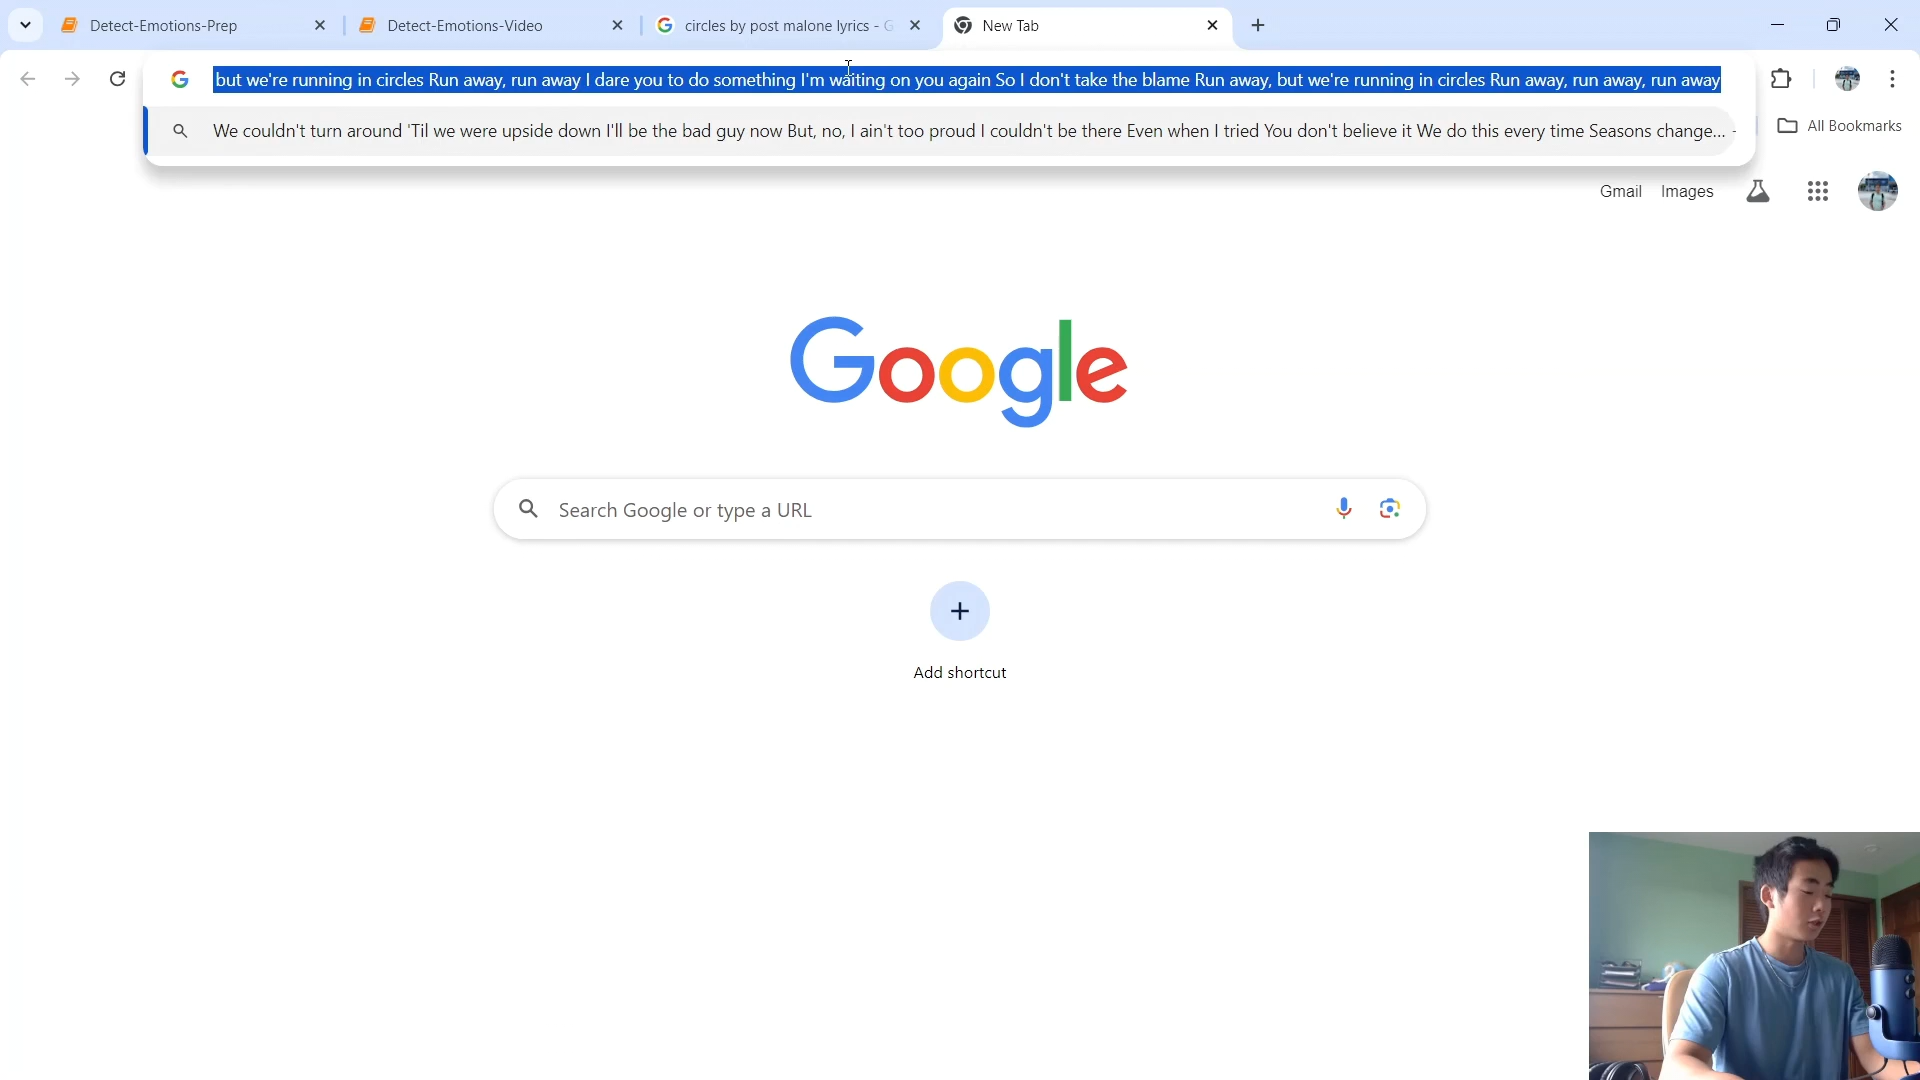 Detect-Emotions-Prep
Detect-Emotions-Video
circles by post malone lyrics - G
New Tab
but we're running in circles Run away, run away I dare you to do something I'm waiting on you again So I don't take the blame Run away, but we're running in circles Run away, run away, run away
We couldn't turn around 'Til we were upside down I'll be the bad guy now But, no, I ain't too proud I couldn't be there Even when I tried You don't believe it We do this every time Seasons change...
All Bookmarks
Gmail Images
Google
Search Google or type a URL
Add shortcut